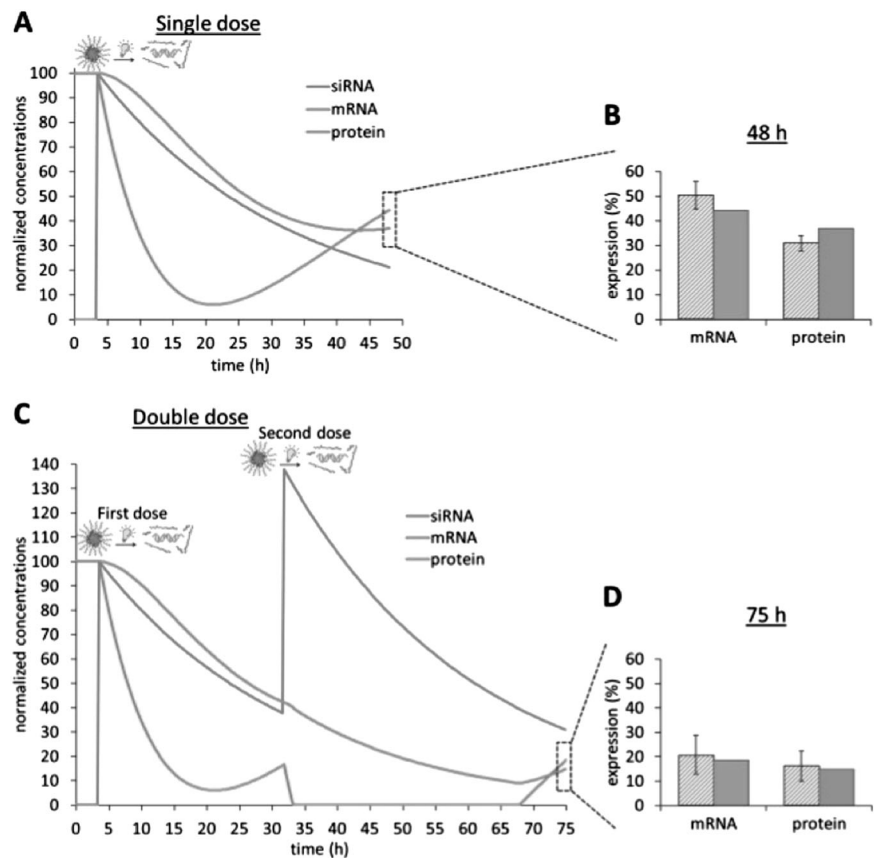 A
Single dose
normalized concentrations
100
90
80
70
60
50
40
30
20
10
0
siRNA
mRNA
protein
0 5 10 15 20 25 30 35 40 45 50
time (h)
B
48 h
expression (%)
60
50
40
30
20
10
0
mRNA protein
C
Double dose
Second dose
First dose
normalized concentrations
140
130
120
110
100
90
80
70
60
50
40
30
20
10
0
siRNA
mRNA
protein
0 5 10 15 21 25 30 33 39 44 50 55 60 65 70 75
time (h)
D
75 h
expression (%)
60
50
40
30
20
10
0
mRNA protein